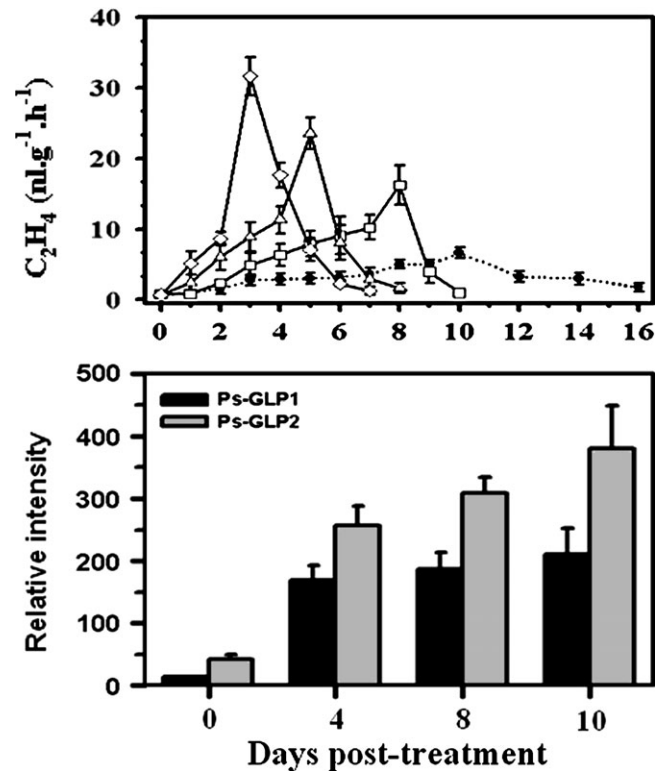 40
30
20
10
0
C₂H₄ (nl.g⁻¹.h⁻¹)
0 2 4 6 8 10 12 14 16
500
400
300
200
100
0
Relative intensity
Ps-GLP1
Ps-GLP2
0 4 8 10
Days post-treatment